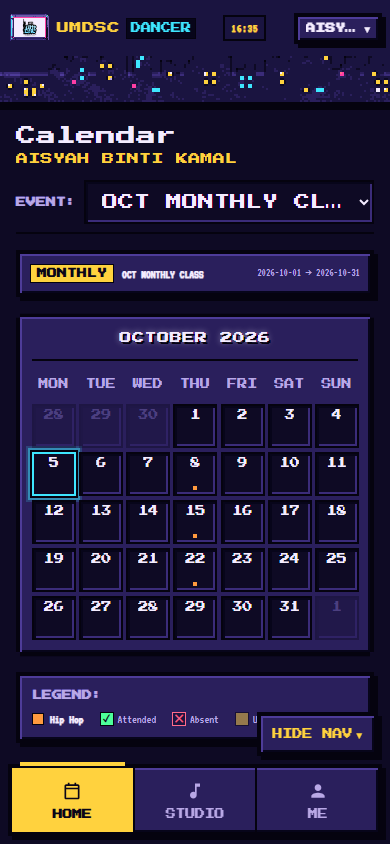 UMDSC DANCER 16:35 AISY... ▼
Calendar
AISYAH BINTI KAMAL
EVENT: OCT MONTHLY CL...
MONTHLY OCT MONTHLY CLASS 2026-10-01 → 2026-10-31
OCTOBER 2026
MON TUE WED THU FRI SAT SUN
28 29 30 1 2 3 4
5 6 7 8 9 10 11
12 13 14 15 16 17 18
19 20 21 22 23 24 25
26 27 28 29 30 31 1
LEGEND:
Hip Hop Attended Absent
HIDE NAV ▼
HOME STUDIO ME